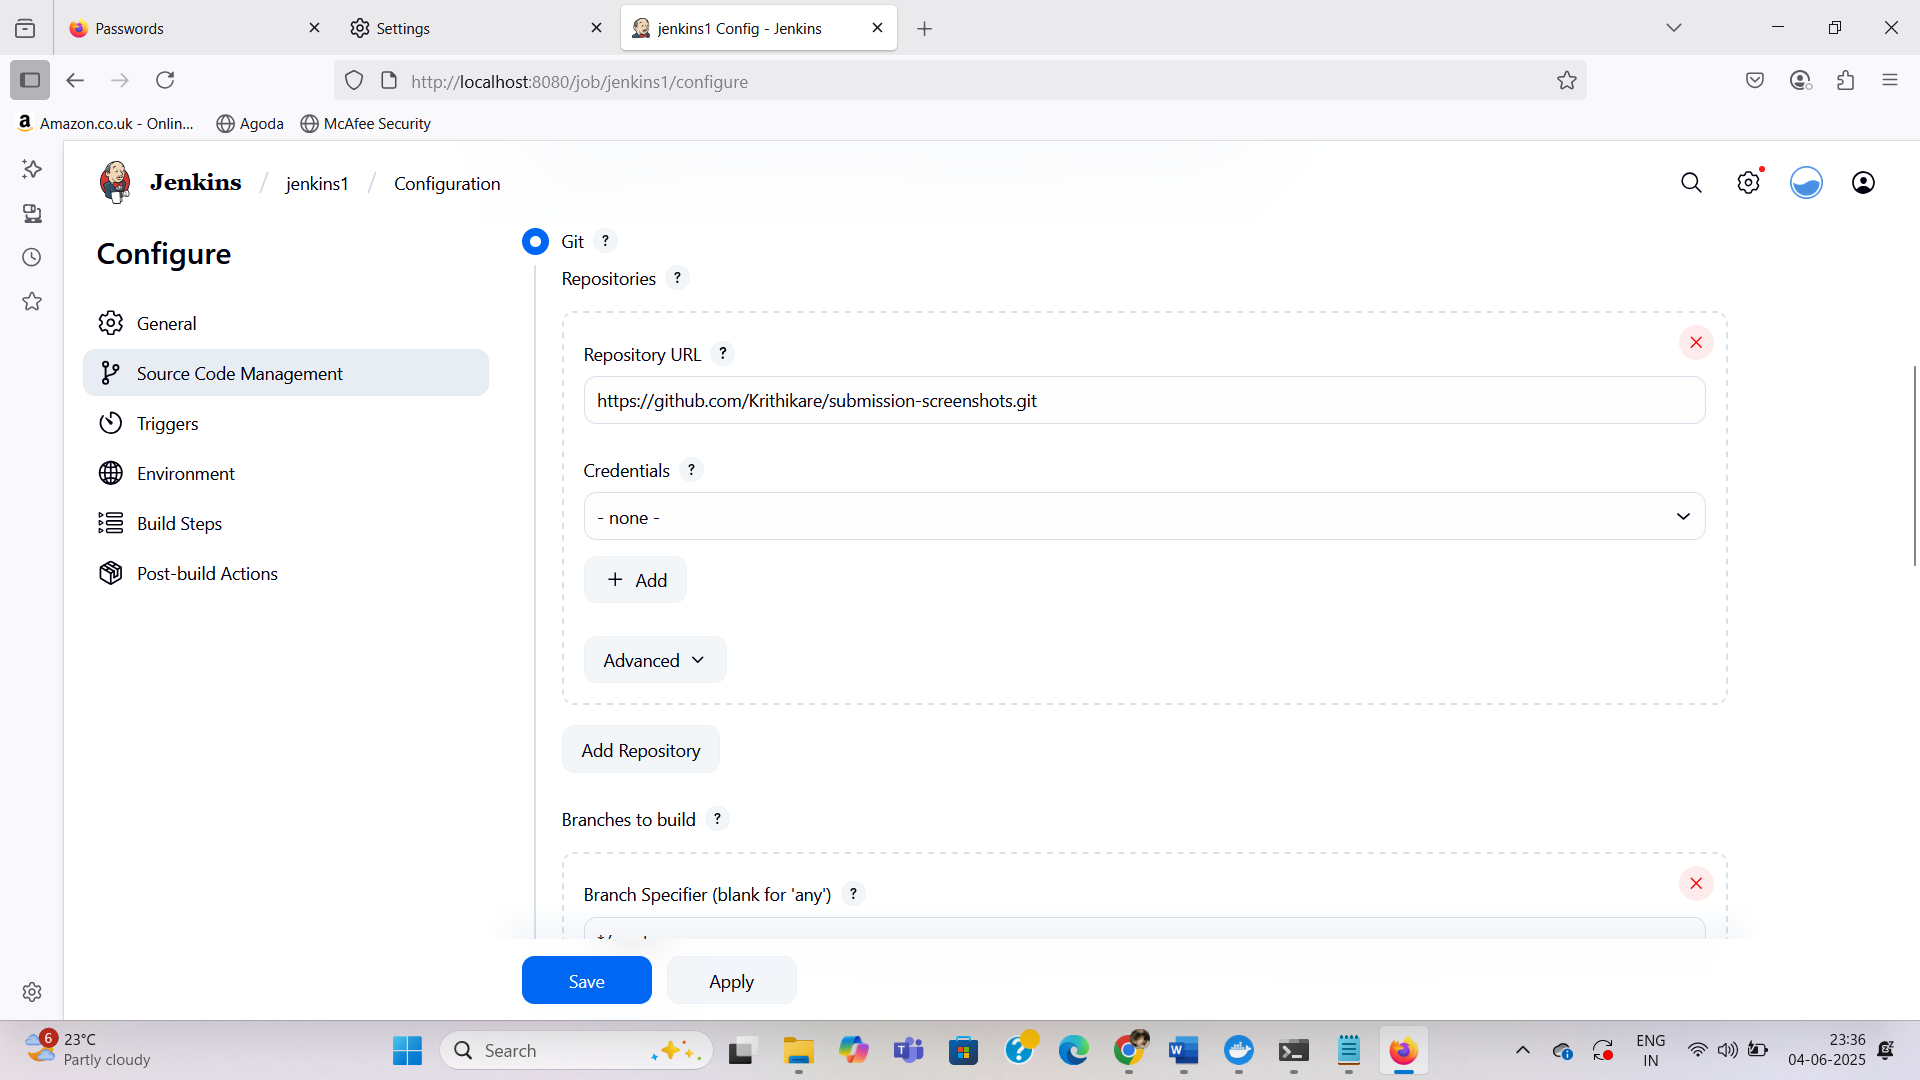 Passwords
Settings
jenkins1 Config - Jenkins
http://localhost:8080/job/jenkins1/configure
Amazon.co.uk - Onlin...
Agoda
McAfee Security
Jenkins / jenkins1 / Configuration
Configure
General
Source Code Management
Triggers
Environment
Build Steps
Post-build Actions
Git ?
Repositories ?
Repository URL ?
https://github.com/Krithikare/submission-screenshots.git
Credentials ?
- none -
+ Add
Advanced
Add Repository
Branches to build ?
Branch Specifier (blank for 'any') ?
Save
Apply
6
23°C
Partly cloudy
Search
ENG
IN
23:36
04-06-2025